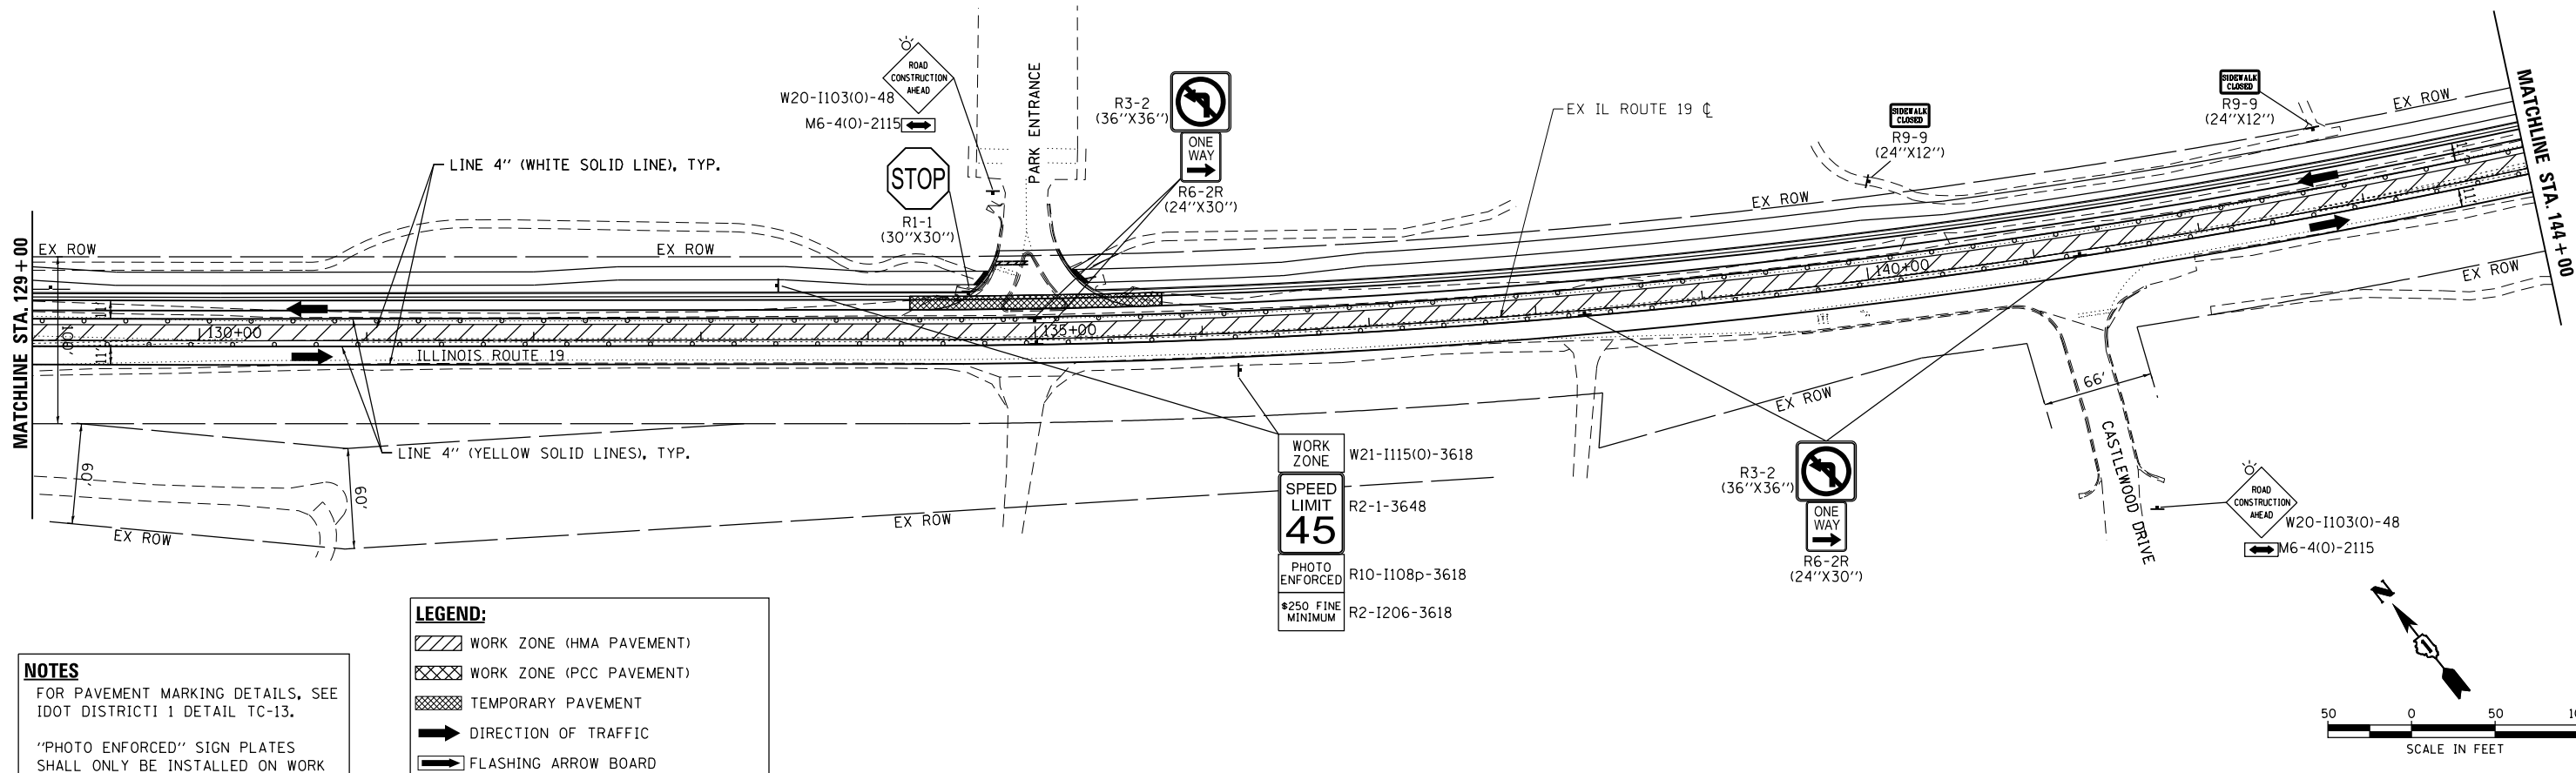 MATCHLINE STA. 129+00
EX ROW
EX ROW
LINE 4" (WHITE SOLID LINE), TYP.
W20-I103(O)-48
M6-4(O)-2115
ROAD
CONSTRUCTION
AHEAD
STOP
R1-1
(30"X30")
PARK ENTRANCE
R3-2
(36"X36")
ONE
WAY
R6-2R
(24"X30")
EX IL ROUTE 19 ℄
SIDEWALK
CLOSED
R9-9
(24"X12")
SIDEWALK
CLOSED
R9-9
(24"X12")
EX ROW
EX ROW
MATCHLINE STA. 144+00
11'
100'
11'
130+00
135+00
140+00
11'
ILLINOIS ROUTE 19
LINE 4" (YELLOW SOLID LINES), TYP.
60'
60'
EX ROW
EX ROW
EX ROW
EX ROW
66'
CASTLEWOOD DRIVE
WORK
ZONE
W21-I115(O)-3618
SPEED
LIMIT
45
R2-1-3648
PHOTO
ENFORCED
R10-I108p-3618
$250 FINE
MINIMUM
R2-I206-3618
R3-2
(36"X36")
ONE
WAY
R6-2R
(24"X30")
ROAD
CONSTRUCTION
AHEAD
W20-I103(O)-48
M6-4(O)-2115
N
50 0 50
SCALE IN FEET
NOTES
FOR PAVEMENT MARKING DETAILS, SEE
IDOT DISTRICTI 1 DETAIL TC-13.
"PHOTO ENFORCED" SIGN PLATES
SHALL ONLY BE INSTALLED ON WORK
LEGEND:
WORK ZONE (HMA PAVEMENT)
WORK ZONE (PCC PAVEMENT)
TEMPORARY PAVEMENT
DIRECTION OF TRAFFIC
FLASHING ARROW BOARD